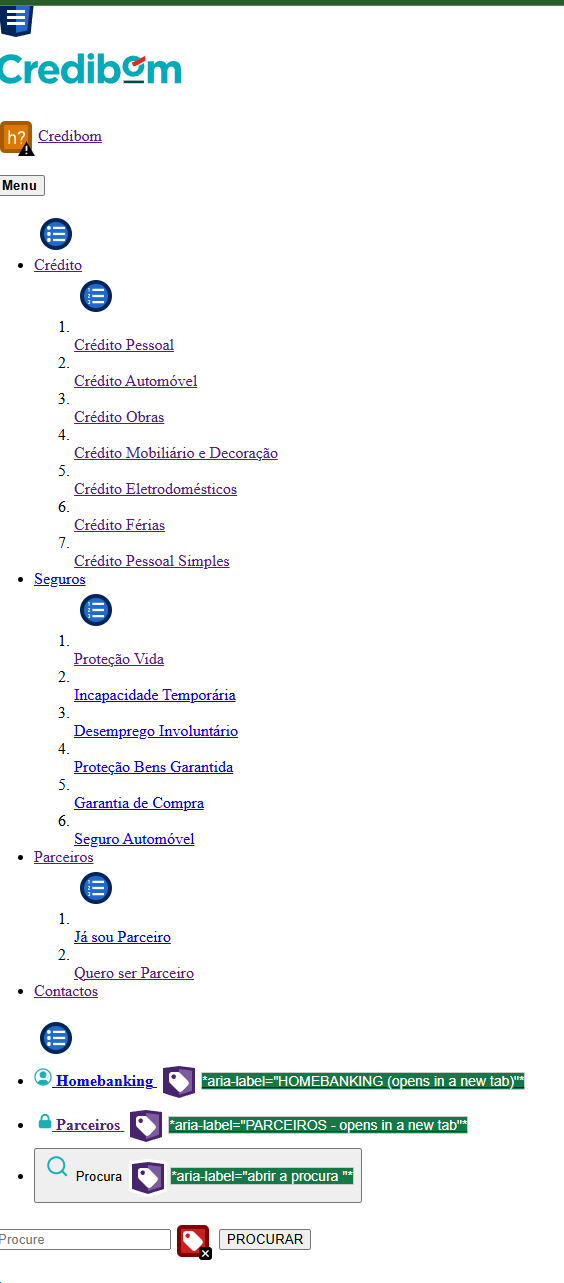 Credibom
h? Credibom
Menu
Crédito
1.
Crédito Pessoal
2.
Crédito Automóvel
3.
Crédito Obras
4.
Crédito Mobiliário e Decoração
5.
Crédito Eletrodomésticos
6.
Crédito Férias
7.
Crédito Pessoal Simples
Seguros
1.
Proteção Vida
2.
Incapacidade Temporária
3.
Desemprego Involuntário
4.
Proteção Bens Garantida
5.
Garantia de Compra
6.
Seguro Automóvel
Parceiros
1.
Já sou Parceiro
2.
Quero ser Parceiro
Contactos
Homebanking *aria-label="HOMEBANKING (opens in a new tab)"*
Parceiros *aria-label="PARCEIROS - opens in a new tab"*
Procura *aria-label="abrir a procura "*
Procure PROCURAR